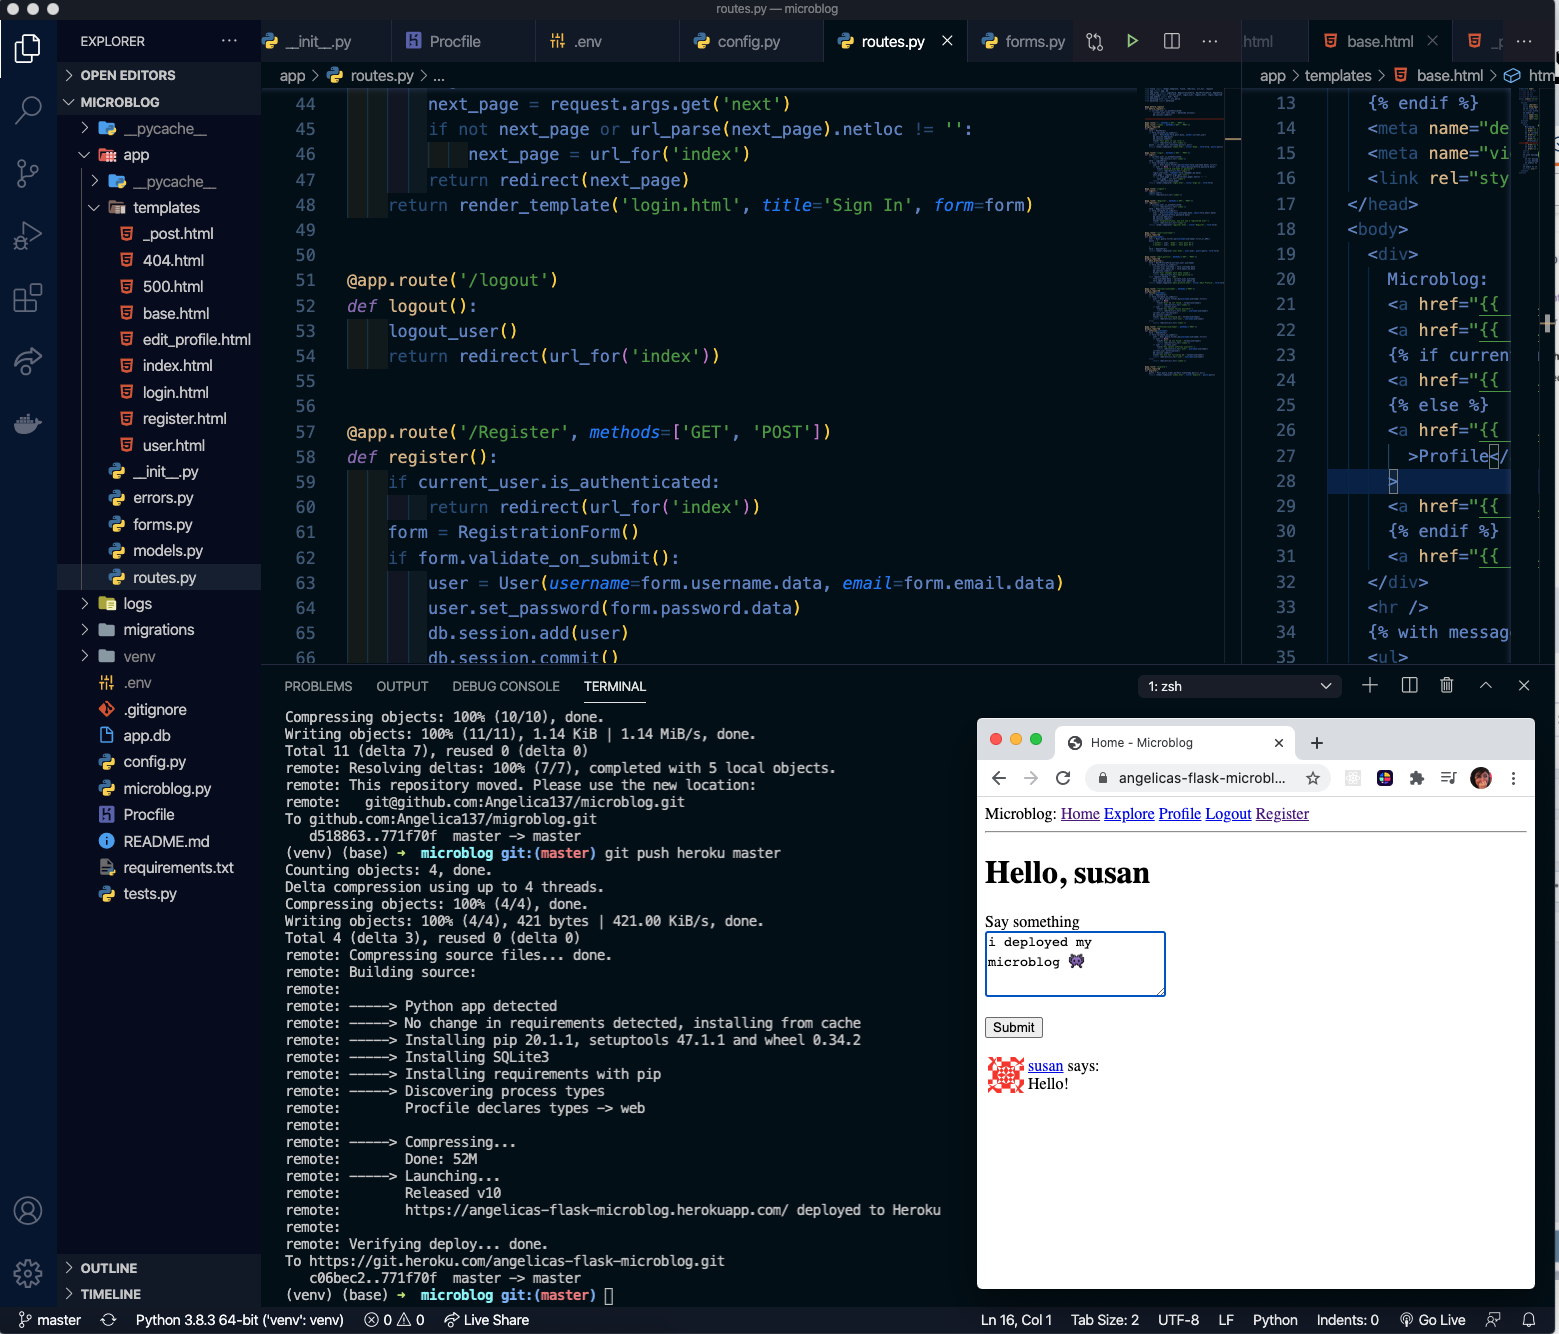 routes.py — microblog
EXPLORER
OPEN EDITORS
MICROBLOG
__pycache__
app
__pycache__
templates
_post.html
404.html
500.html
base.html
edit_profile.html
index.html
login.html
register.html
user.html
__init__.py
errors.py
forms.py
models.py
routes.py
logs
migrations
venv
.env
.gitignore
app.db
config.py
microblog.py
Procfile
README.md
requirements.txt
tests.py
OUTLINE
TIMELINE
__init__.py
Procfile
.env
config.py
routes.py
forms.py
html
base.html
app > routes.py > ...
44 next_page = request.args.get('next')
45 if not next_page or url_parse(next_page).netloc != '':
46 next_page = url_for('index')
47 return redirect(next_page)
48 return render_template('login.html', title='Sign In', form=form)
49
50
51 @app.route('/logout')
52 def logout():
53 logout_user()
54 return redirect(url_for('index'))
55
56
57 @app.route('/Register', methods=['GET', 'POST'])
58 def register():
59 if current_user.is_authenticated:
60 return redirect(url_for('index'))
61 form = RegistrationForm()
62 if form.validate_on_submit():
63 user = User(username=form.username.data, email=form.email.data)
64 user.set_password(form.password.data)
65 db.session.add(user)
66 db.session.commit()
app > templates > base.html > htm
13 {% endif %}
14 <meta name="de
15 <meta name="vi
16 <link rel="sty
17 </head>
18 <body>
19 <div>
20 Microblog:
21 <a href="{{
22 <a href="{{
23 {% if current
24 <a href="{{
25 {% else %}
26 <a href="{{
27 >Profile</
28 >
29 <a href="{{
30 {% endif %}
31 <a href="{{
32 </div>
33 <hr />
34 {% with messag
35 <ul>
PROBLEMS OUTPUT DEBUG CONSOLE TERMINAL
1: zsh
Compressing objects: 100% (10/10), done.
Writing objects: 100% (11/11), 1.14 KiB | 1.14 MiB/s, done.
Total 11 (delta 7), reused 0 (delta 0)
remote: Resolving deltas: 100% (7/7), completed with 5 local objects.
remote: This repository moved. Please use the new location:
remote:   git@github.com:Angelica137/microblog.git
To github.com:Angelica137/migroblog.git
d518863..771f70f  master -> master
(venv) (base) ➜  microblog git:(master) git push heroku master
Counting objects: 4, done.
Delta compression using up to 4 threads.
Compressing objects: 100% (4/4), done.
Writing objects: 100% (4/4), 421 bytes | 421.00 KiB/s, done.
Total 4 (delta 3), reused 0 (delta 0)
remote: Compressing source files... done.
remote: Building source:
remote:
remote: -----> Python app detected
remote: -----> No change in requirements detected, installing from cache
remote: -----> Installing pip 20.1.1, setuptools 47.1.1 and wheel 0.34.2
remote: -----> Installing SQLite3
remote: -----> Installing requirements with pip
remote: -----> Discovering process types
remote:        Procfile declares types -> web
remote:
remote: -----> Compressing...
remote:        Done: 52M
remote: -----> Launching...
remote:        Released v10
remote:        https://angelicas-flask-microblog.herokuapp.com/ deployed to Heroku
remote:
remote: Verifying deploy... done.
To https://git.heroku.com/angelicas-flask-microblog.git
c06bec2..771f70f  master -> master
(venv) (base) ➜  microblog git:(master)
Home - Microblog
angelicas-flask-microbl...
Microblog: Home Explore Profile Logout Register
Hello, susan
Say something
i deployed my
microblog 👾
Submit
susan says:
Hello!
master
Python 3.8.3 64-bit ('venv': venv)
0 0
Live Share
Ln 16, Col 1
Tab Size: 2
UTF-8
LF
Python
Indents: 0
Go Live